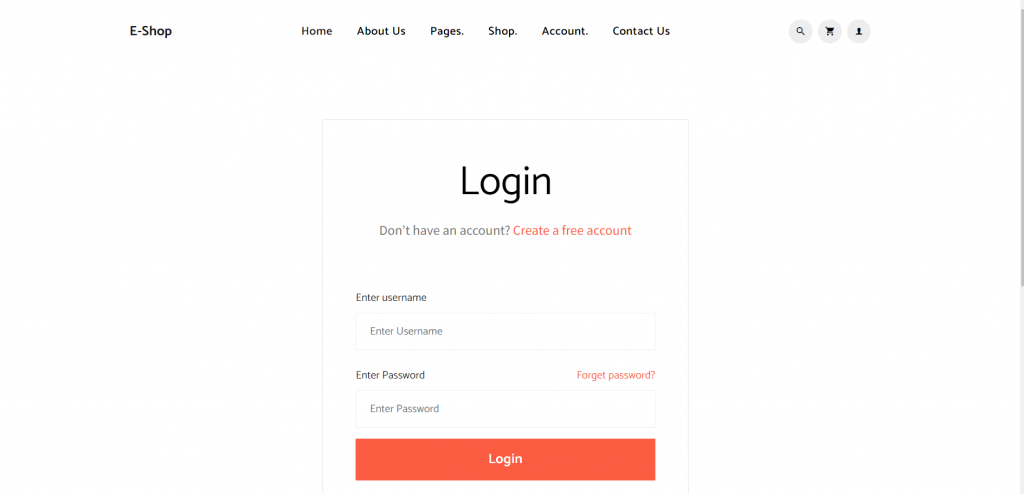 E-Shop Home About Us Pages. Shop. Account. Contact Us
Login
Don't have an account? Create a free account
Enter username
Enter Username
Enter Password Forget password?
Enter Password
Login